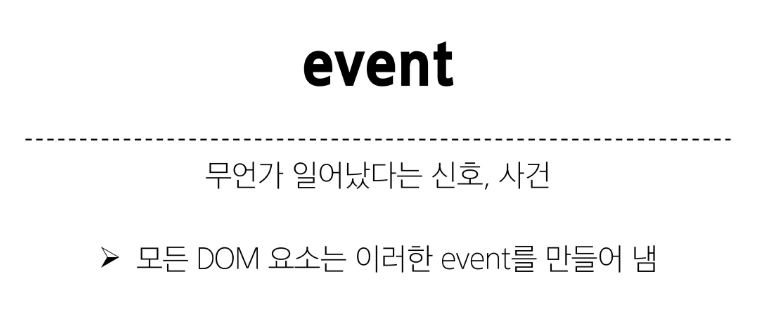 event
무언가 일어났다는 신호, 사건
➢ 모든 DOM 요소는 이러한 event를 만들어 냄